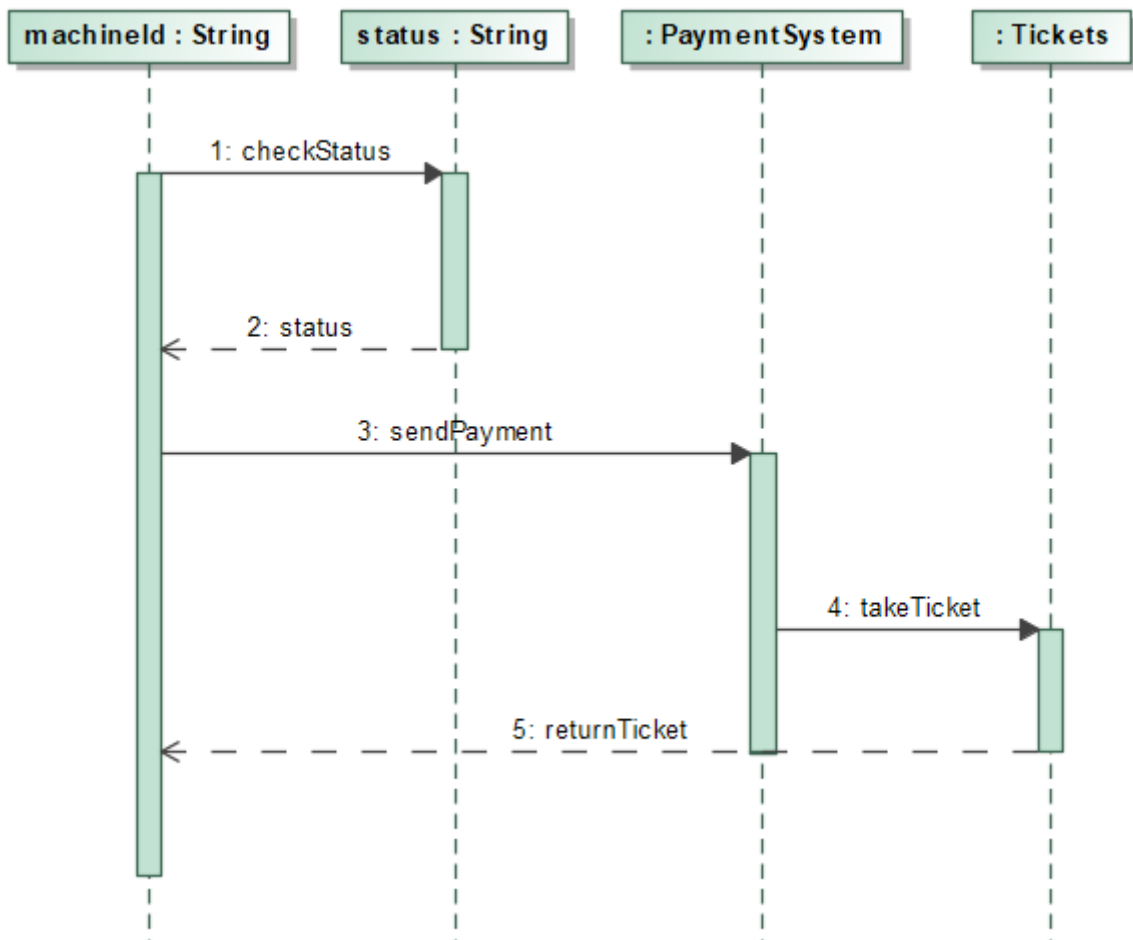 machineId : String
status : String
: PaymentSystem
: Tickets
1: checkStatus
2: status
3: sendPayment
4: takeTicket
5: returnTicket